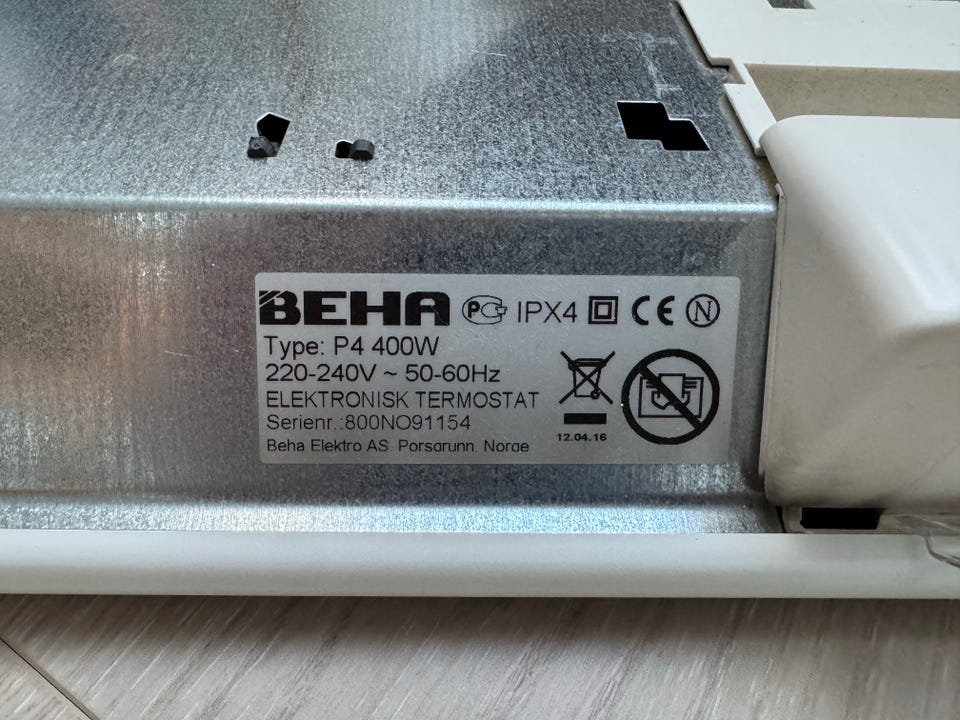 BEHA PG IPX4 CE N
Type: P4 400W
220-240V ~ 50-60Hz
ELEKTRONISK TERMOSTAT
Serienr.:800NO91154
12.04.16
Beha Elektro AS. Porsgrunn. Norge